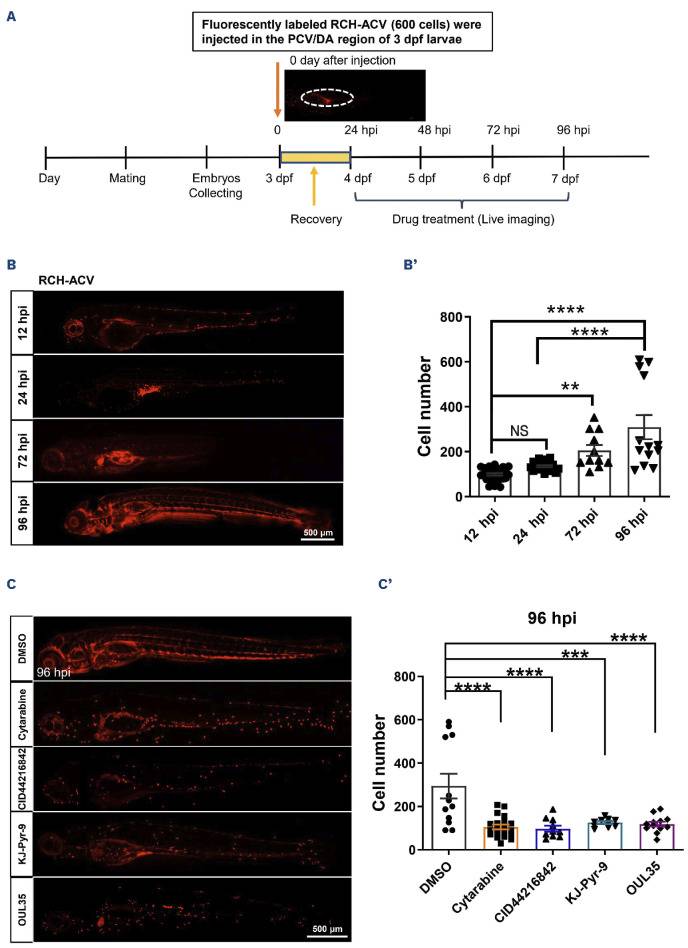 A
Fluorescently labeled RCH-ACV (600 cells) were
injected in the PCV/DA region of 3 dpf larvae
0 day after injection
0 24 hpi 48 hpi 72 hpi 96 hpi
Day Mating Embryos 3 dpf 4 dpf 5 dpf 6 dpf 7 dpf
Collecting
Recovery Drug treatment (Live imaging)
B
RCH-ACV
12 hpi
24 hpi
72 hpi
96 hpi
500 μm
B'
Cell number
800
600
400
200
0
****
****
**
NS
12 hpi
24 hpi
72 hpi
96 hpi
C
DMSO
96 hpi
Cytarabine
CID44216842
KJ-Pyr-9
OUL35
500 μm
C'
96 hpi
Cell number
800
600
400
200
0
****
***
****
****
DMSO
Cytarabine
CID44216842
KJ-Pyr-9
OUL35